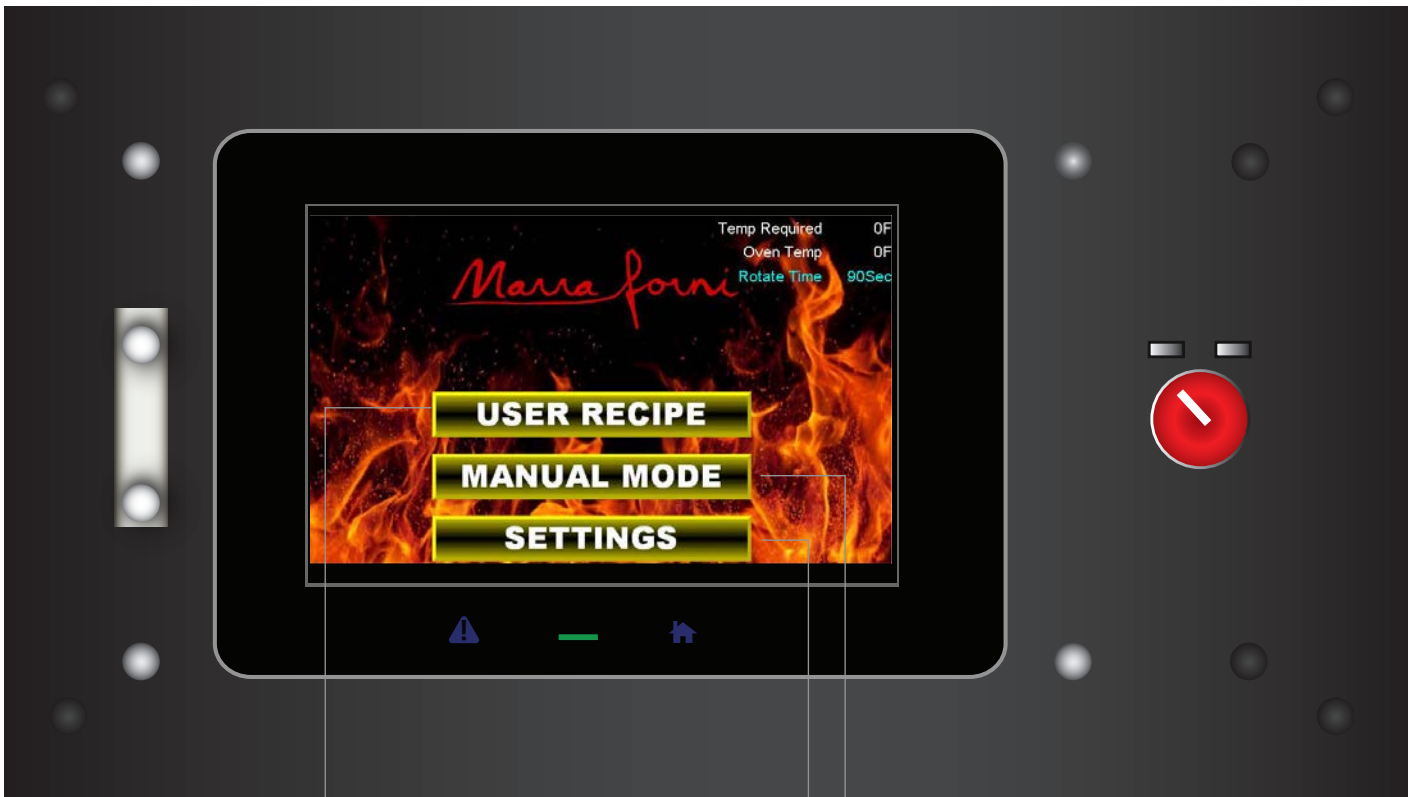 Temp Required 0F
Oven Temp 0F
Rotate Time 90Sec
Marra forni
USER RECIPE
MANUAL MODE
SETTINGS